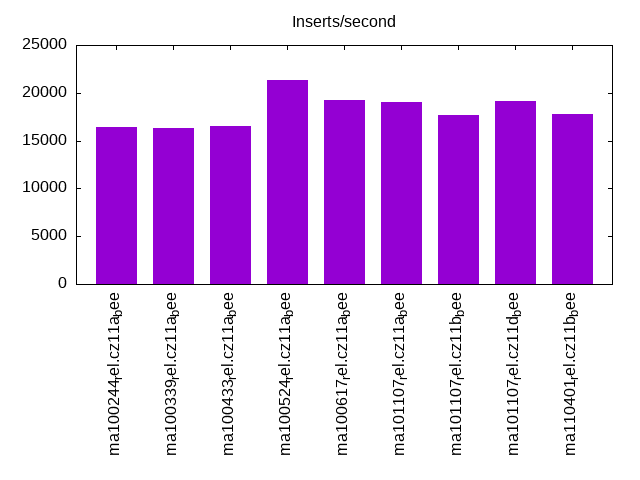 Inserts/second
25000
20000
15000
10000
5000
0
ma100244rel.cz11abee
ma100339rel.cz11abee
ma100433rel.cz11abee
ma100524rel.cz11abee
ma100617rel.cz11abee
ma101107rel.cz11abee
ma101107rel.cz11bbee
ma101107rel.cz11dbee
ma110401rel.cz11bbee